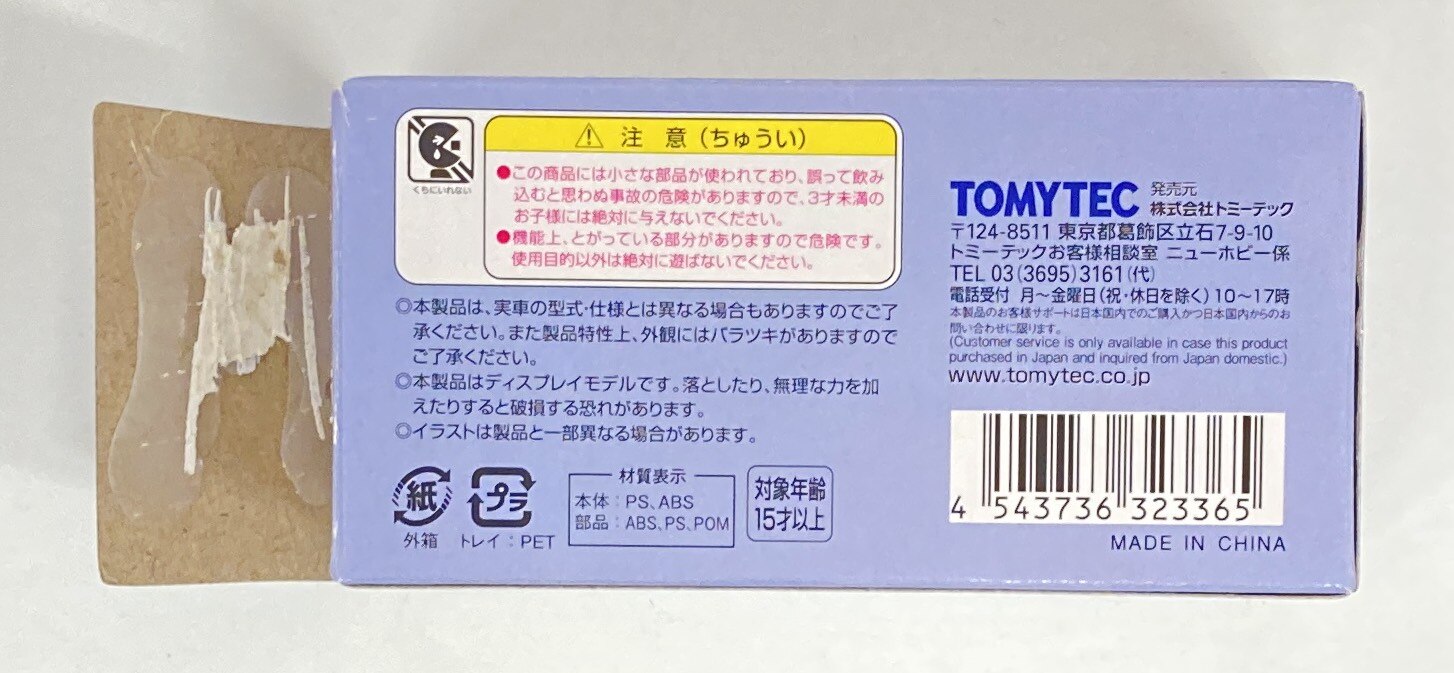 くちにいれない
注 意 (ちゅうい)
●この商品には小さな部品が使われており、誤って飲み
込むと思わぬ事故の危険がありますので、3才未満の
お子様には絶対に与えないでください。
●機能上、とがっている部分がありますので危険です。
使用目的以外は絶対に遊ばないでください。
◎本製品は、実車の型式・仕様とは異なる場合もありますのでご了
承ください。また製品特性上、外観にはバラツキがありますので
ご了承ください。
◎本製品はディスプレイモデルです。落としたり、無理な力を加
えたりすると破損する恐れがあります。
◎イラストは製品と一部異なる場合があります。
紙
外箱
プラ
トレイ：PET
材質表示
本体：PS、ABS
部品：ABS、PS、POM
対象年齢
15才以上
TOMYTEC 発売元
株式会社トミーテック
〒124-8511 東京都葛飾区立石7-9-10
トミーテックお客様相談室 ニューホビー係
TEL 03(3695)3161(代)
電話受付 月～金曜日(祝・休日を除く)10～17時
本製品のお客様サポートは日本国内でのご購入かつ日本国内からのお
問い合わせに限ります。
(Customer service is only available in case this product
purchased in Japan and inquired from Japan domestic.)
www.tomytec.co.jp
4 543736 323365
MADE IN CHINA